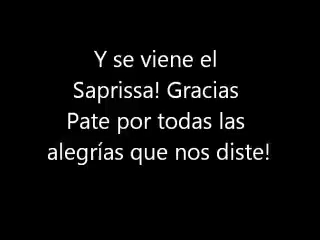 Y se viene el
Saprissa! Gracias
Pate por todas las
alegrías que nos diste!